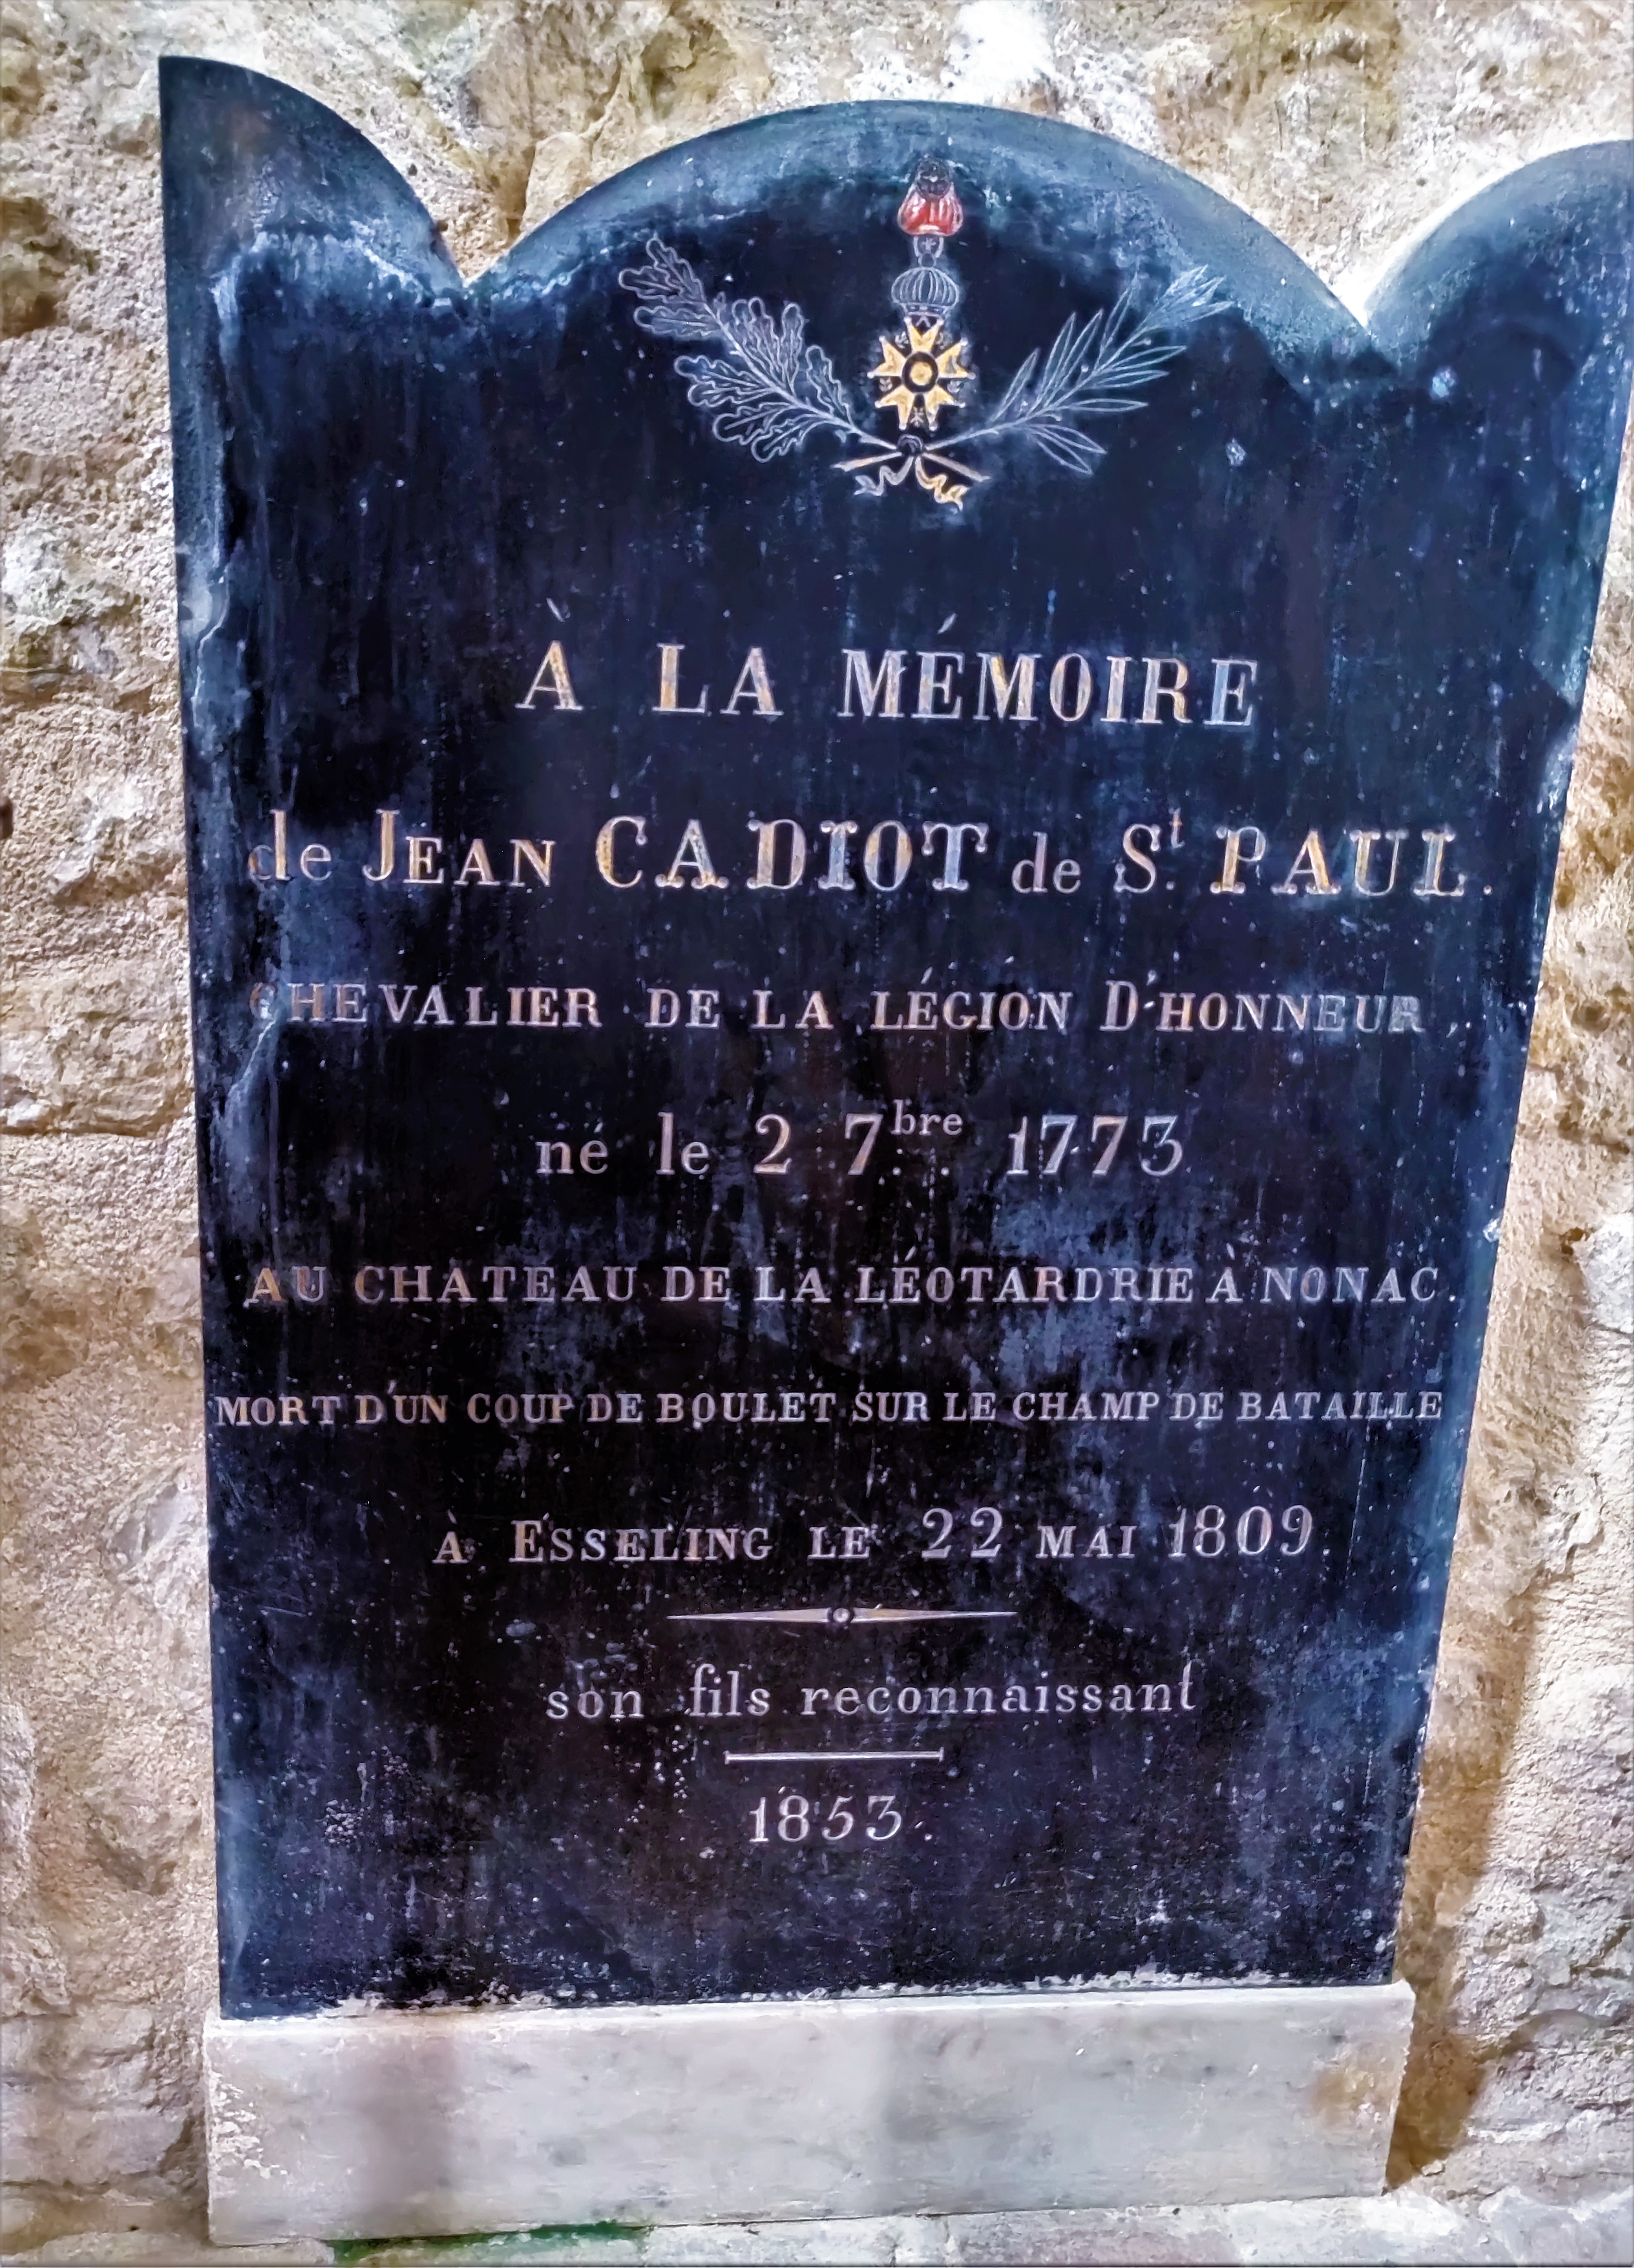 À LA MÉMOIRE
de JEAN CADIOT de St. PAUL.
CHEVALIER DE LA LÉGION D'HONNEUR,
né le 2 7bre 1773
AU CHATEAU DE LA LÉOTARDRIE A NONAC.
MORT D'UN COUP DE BOULET SUR LE CHAMP DE BATAILLE
À ESSELING LE 22 MAI 1809.
son fils reconnaissant
1853.